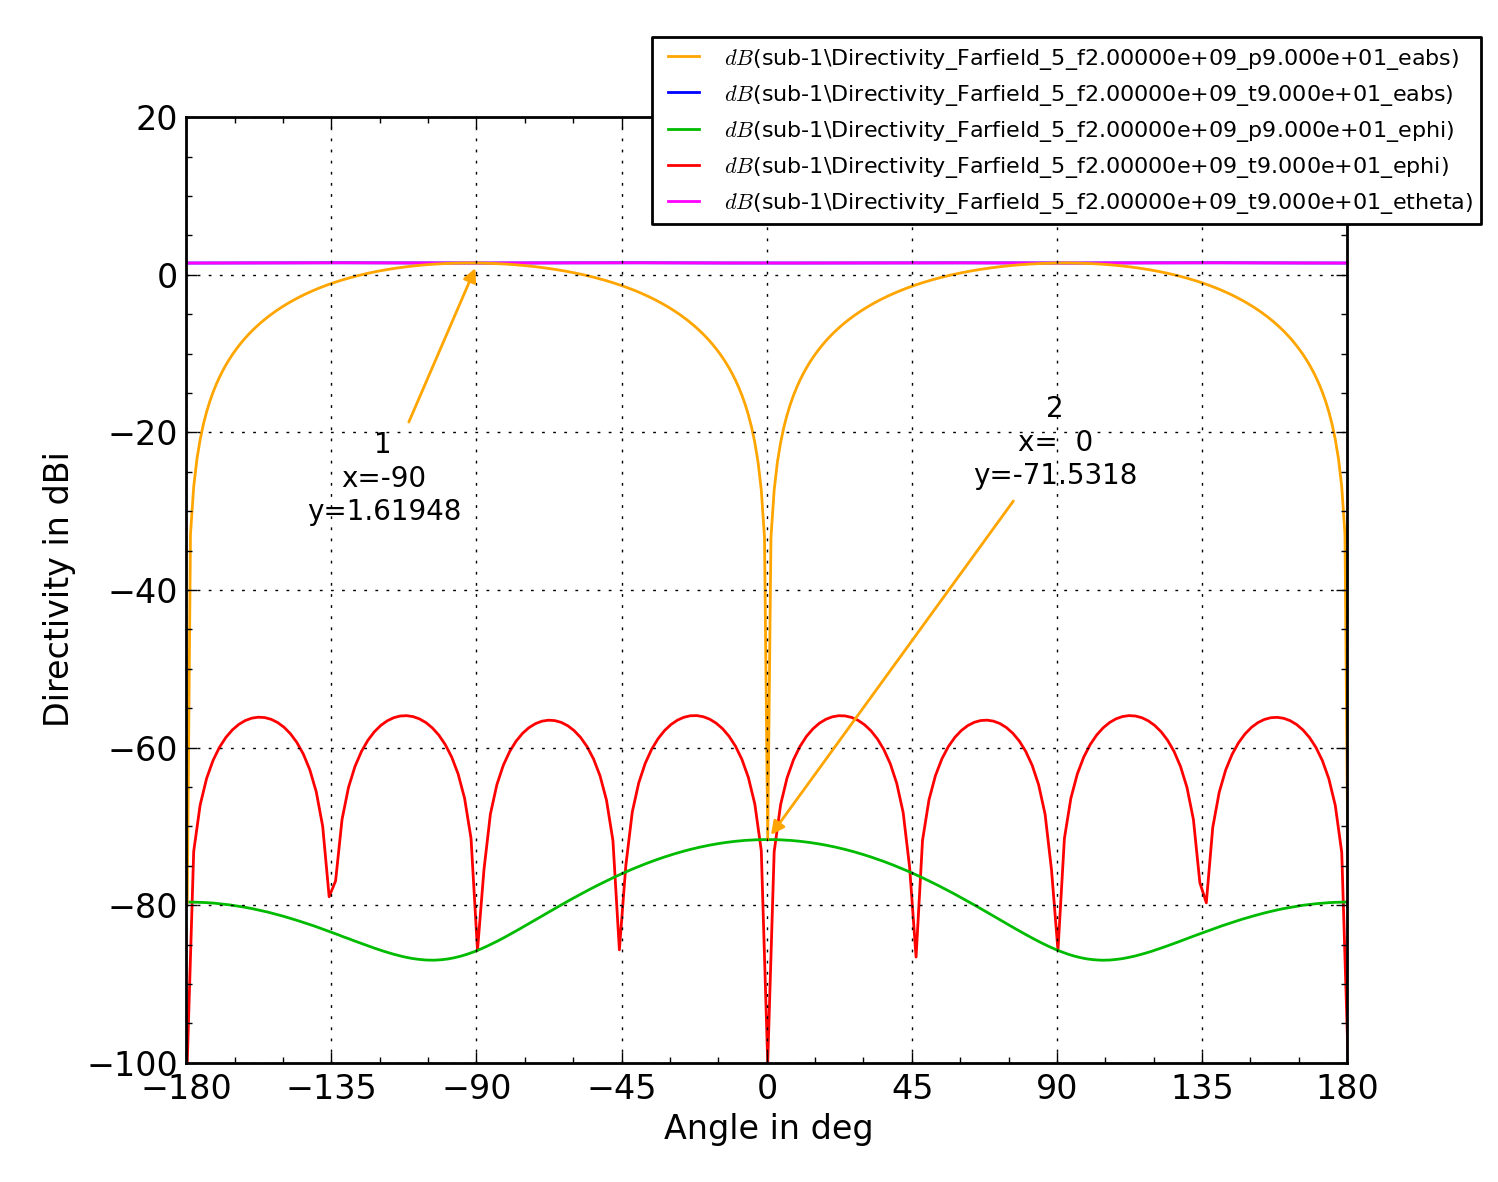 dB(sub-1\Directivity_Farfield_5_f2.00000e+09_p9.000e+01_eabs)
dB(sub-1\Directivity_Farfield_5_f2.00000e+09_t9.000e+01_eabs)
dB(sub-1\Directivity_Farfield_5_f2.00000e+09_p9.000e+01_ephi)
dB(sub-1\Directivity_Farfield_5_f2.00000e+09_t9.000e+01_ephi)
dB(sub-1\Directivity_Farfield_5_f2.00000e+09_t9.000e+01_etheta)
20
0
−20
−40
−60
−80
−100
Directivity in dBi
1
x=-90
y=1.61948
2
x=  0
y=-71.5318
−180 −135 −90 −45 0 45 90 135 180
Angle in deg